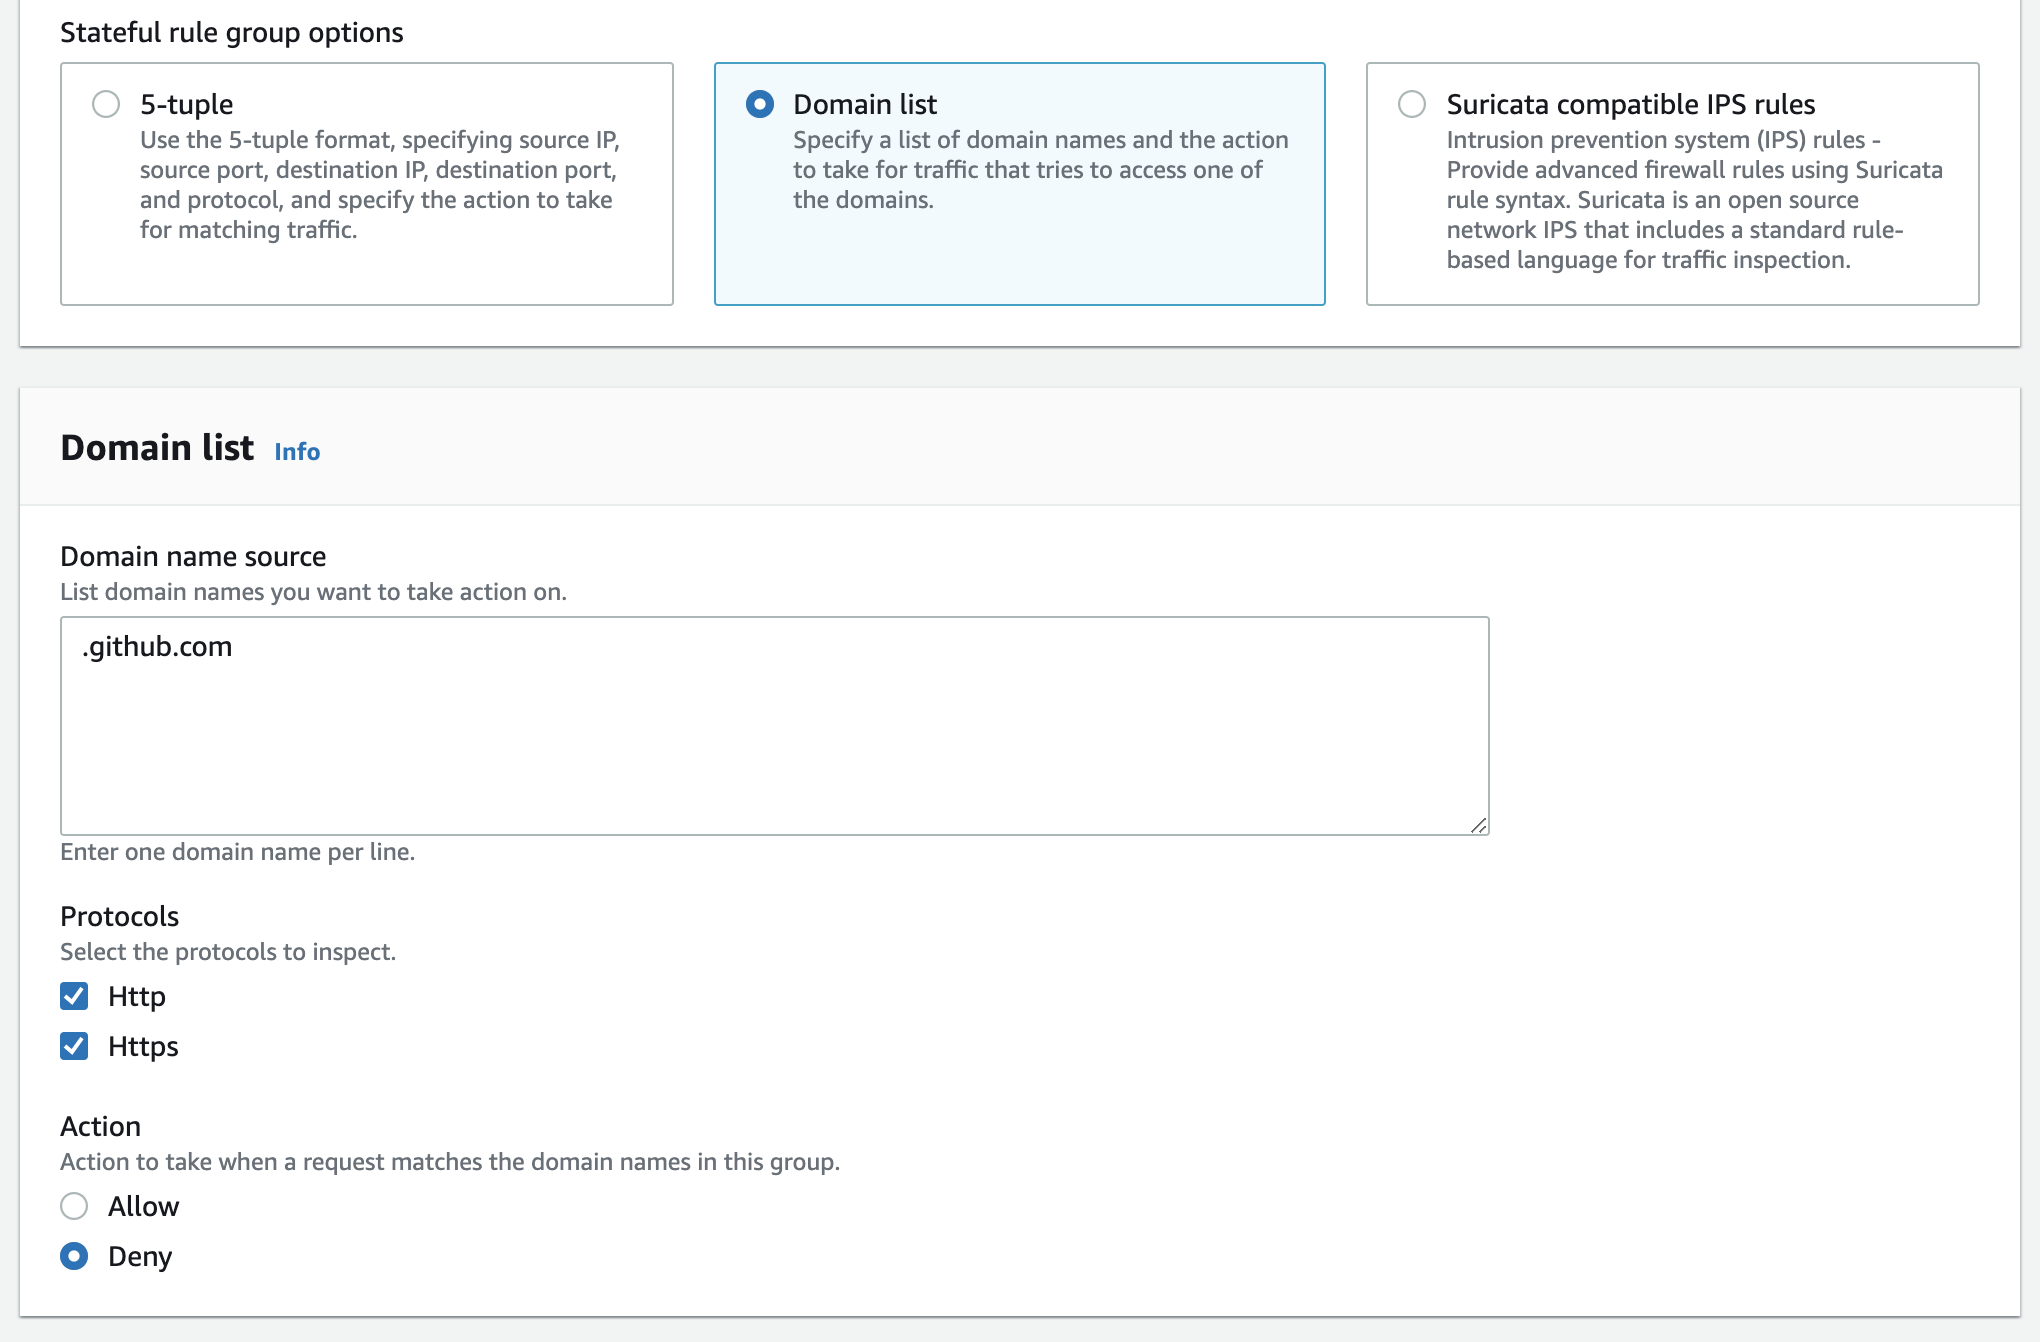 Stateful rule group options
5-tuple
Use the 5-tuple format, specifying source IP,
source port, destination IP, destination port,
and protocol, and specify the action to take
for matching traffic.
Domain list
Specify a list of domain names and the action
to take for traffic that tries to access one of
the domains.
Suricata compatible IPS rules
Intrusion prevention system (IPS) rules -
Provide advanced firewall rules using Suricata
rule syntax. Suricata is an open source
network IPS that includes a standard rule-
based language for traffic inspection.
Domain list Info
Domain name source
List domain names you want to take action on.
.github.com
Enter one domain name per line.
Protocols
Select the protocols to inspect.
Http
Https
Action
Action to take when a request matches the domain names in this group.
Allow
Deny